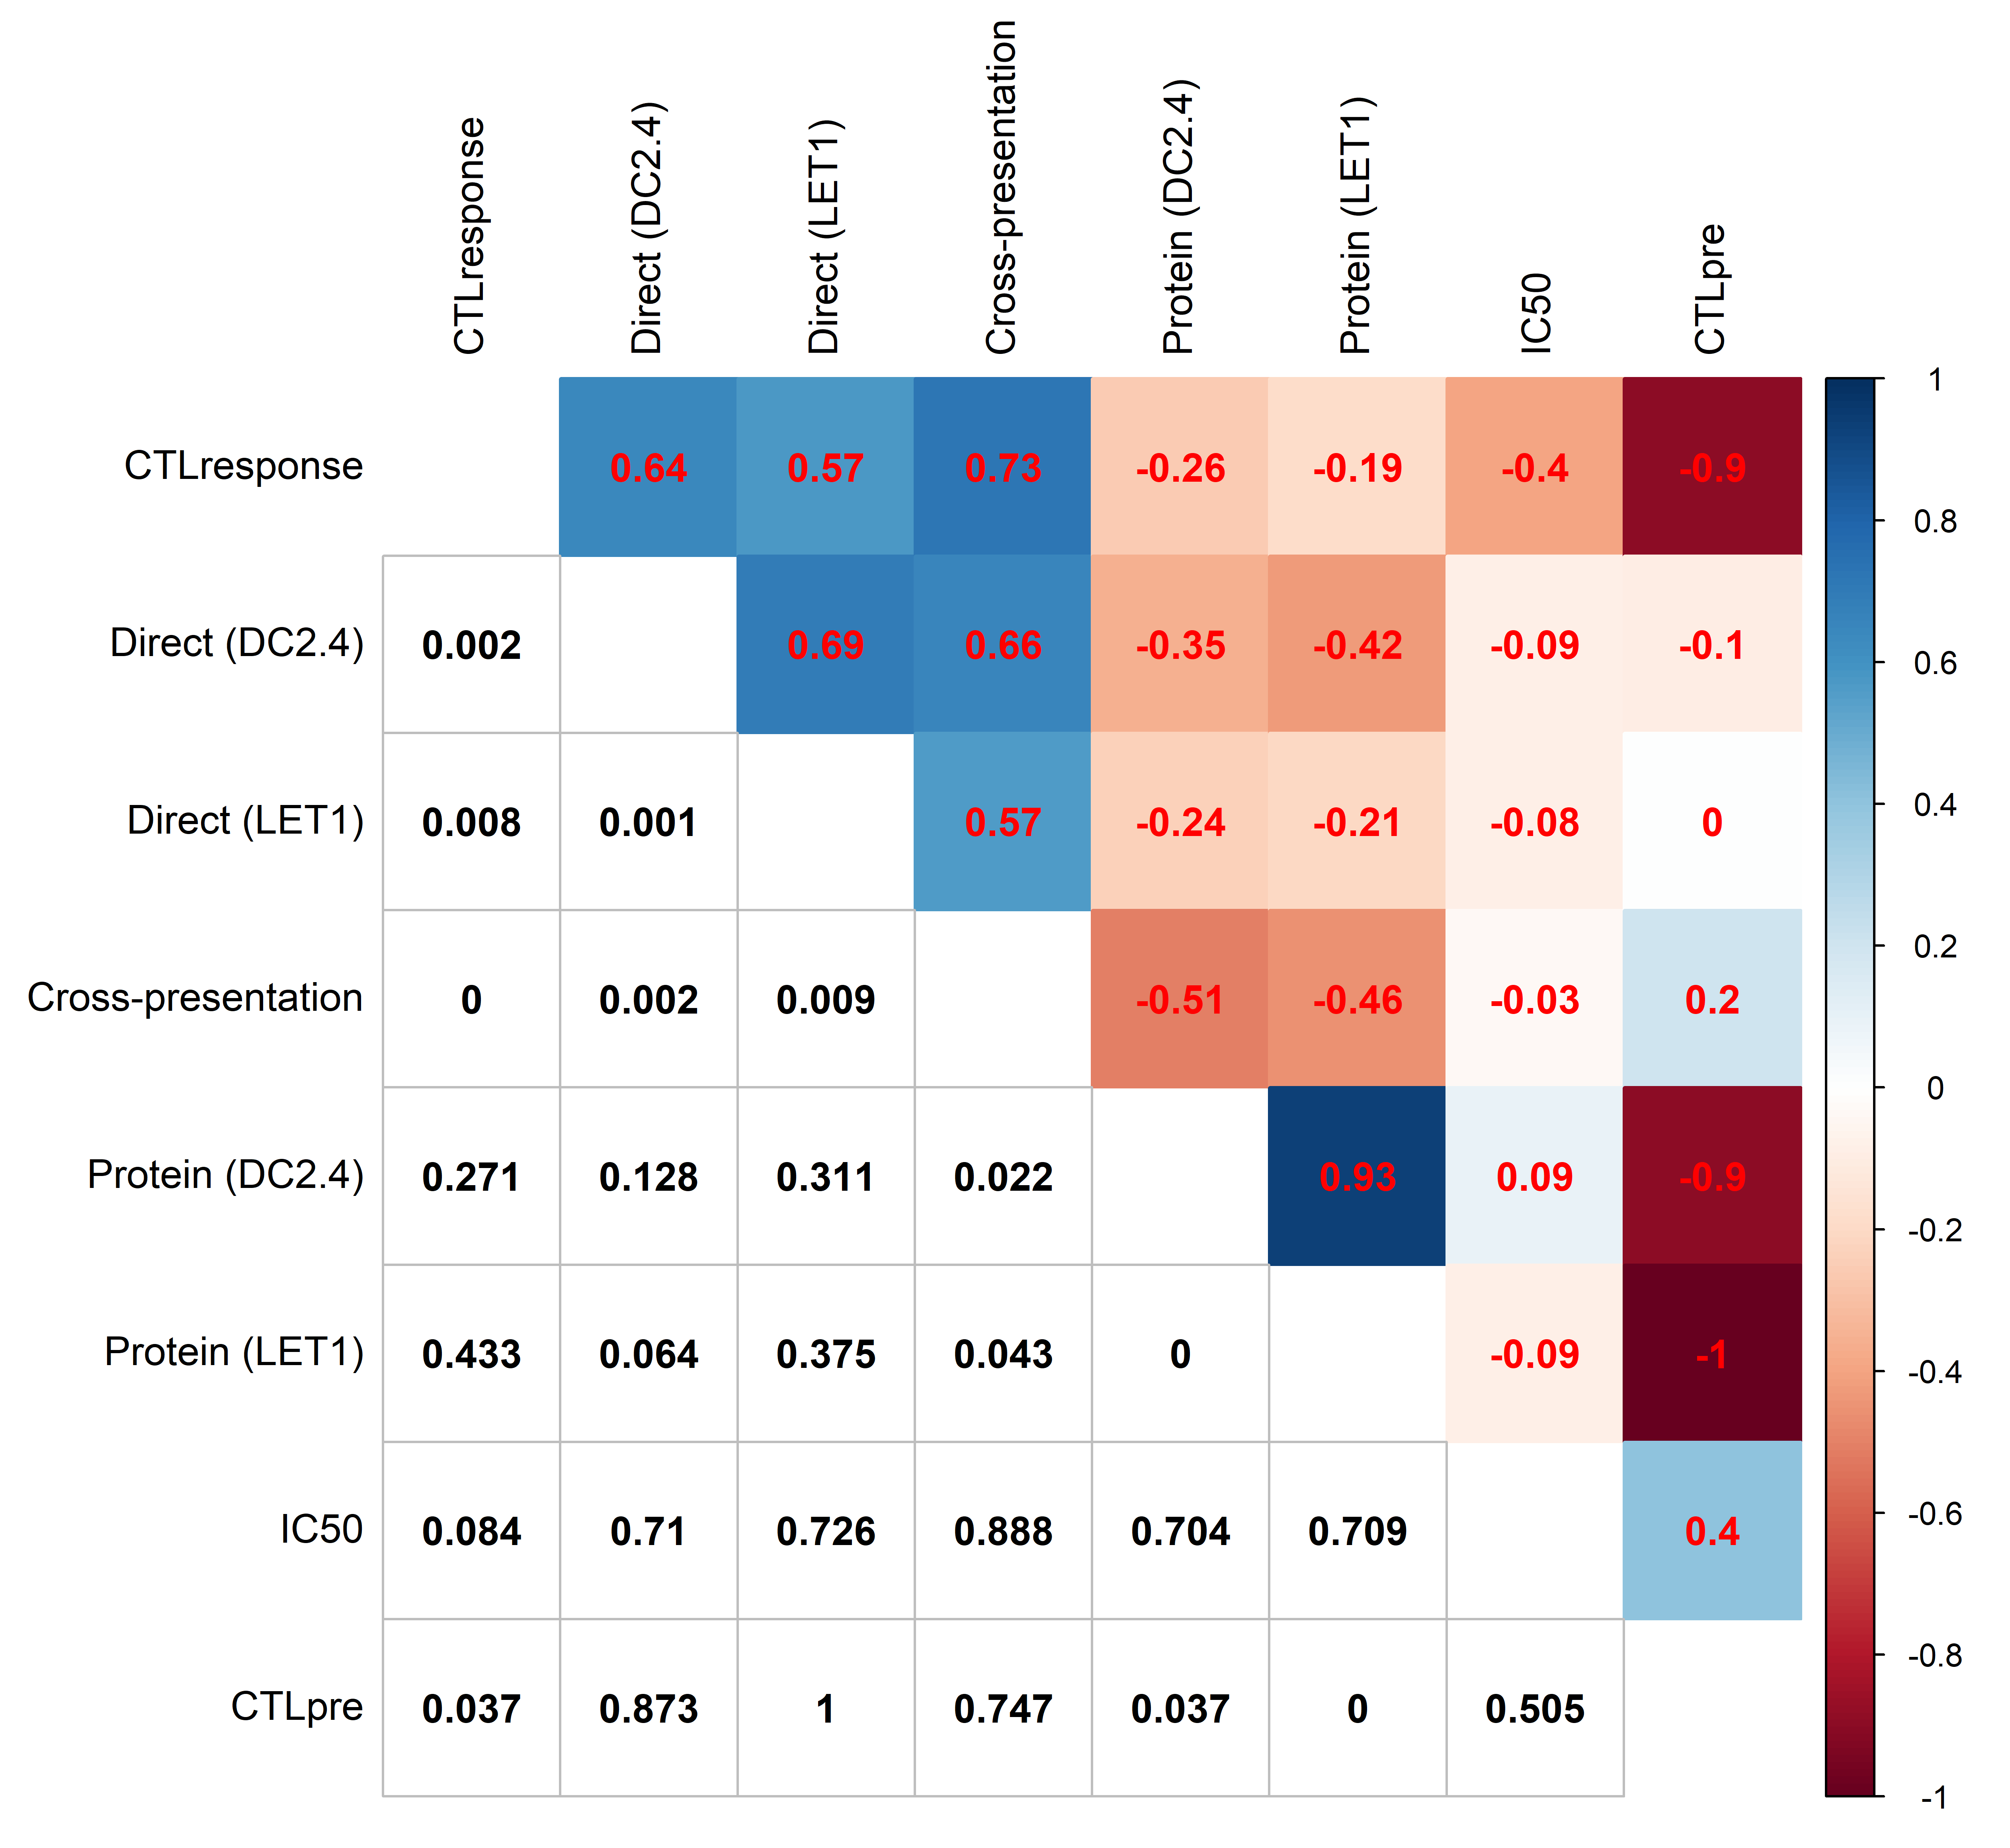 CTLresponse
Direct (DC2.4)
Direct (LET1)
Cross-presentation
Protein (DC2.4)
Protein (LET1)
IC50
CTLpre
CTLresponse 0.64 0.57 0.73 -0.26 -0.19 -0.4 -0.9
Direct (DC2.4) 0.002 0.69 0.66 -0.35 -0.42 -0.09 -0.1
Direct (LET1) 0.008 0.001 0.57 -0.24 -0.21 -0.08 0
Cross-presentation 0 0.002 0.009 -0.51 -0.46 -0.03 0.2
Protein (DC2.4) 0.271 0.128 0.311 0.022 0.93 0.09 -0.9
Protein (LET1) 0.433 0.064 0.375 0.043 0 -0.09 -1
IC50 0.084 0.71 0.726 0.888 0.704 0.709 0.4
CTLpre 0.037 0.873 1 0.747 0.037 0 0.505
1
0.8
0.6
0.4
0.2
0
-0.2
-0.4
-0.6
-0.8
-1